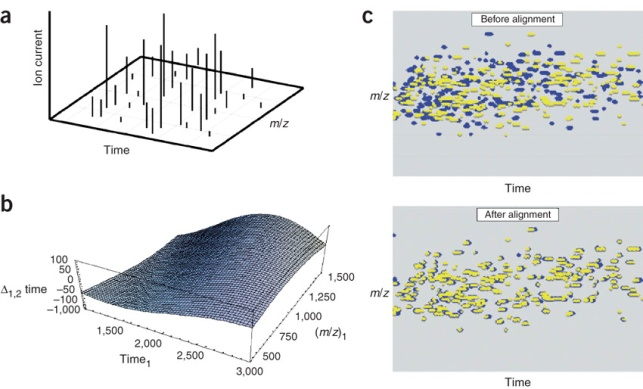 a
Ion current
Time
m/z
b
Δ1,2 time
100
50
0
−50
−100
−1,000
1,500
2,000
2,500
3,000
Time1
500
750
1,000
1,250
1,500
(m/z)1
c
Before alignment
m/z
Time
After alignment
m/z
Time